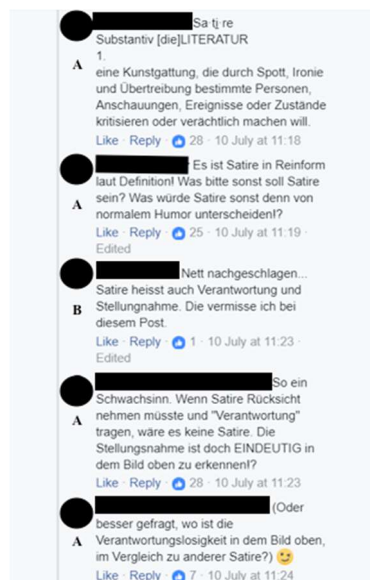 Sa·ti·re
Substantiv [die]LITERATUR
1.
A
eine Kunstgattung, die durch Spott, Ironie
und Übertreibung bestimmte Personen,
Anschauungen, Ereignisse oder Zustände
kritisieren oder verächtlich machen will.
Like · Reply · 28 · 10 July at 11:18
Es ist Satire in Reinform
laut Definition! Was bitte sonst soll Satire
A
sein? Was würde Satire sonst denn von
normalem Humor unterscheiden!?
Like · Reply · 25 · 10 July at 11:19 ·
Edited
Nett nachgeschlagen...
Satire heisst auch Verantwortung und
B
Stellungnahme. Die vermisse ich bei
diesem Post.
Like · Reply · 1 · 10 July at 11:23 ·
Edited
So ein
Schwachsinn. Wenn Satire Rücksicht
A
nehmen müsste und "Verantwortung"
tragen, wäre es keine Satire. Die
Stellungsnahme ist doch EINDEUTIG in
dem Bild oben zu erkennen!?
Like · Reply · 28 · 10 July at 11:23
(Oder
besser gefragt, wo ist die
A
Verantwortungslosigkeit in dem Bild oben,
im Vergleich zu anderer Satire?) 😉
Like · Reply · 7 · 10 July at 11:24